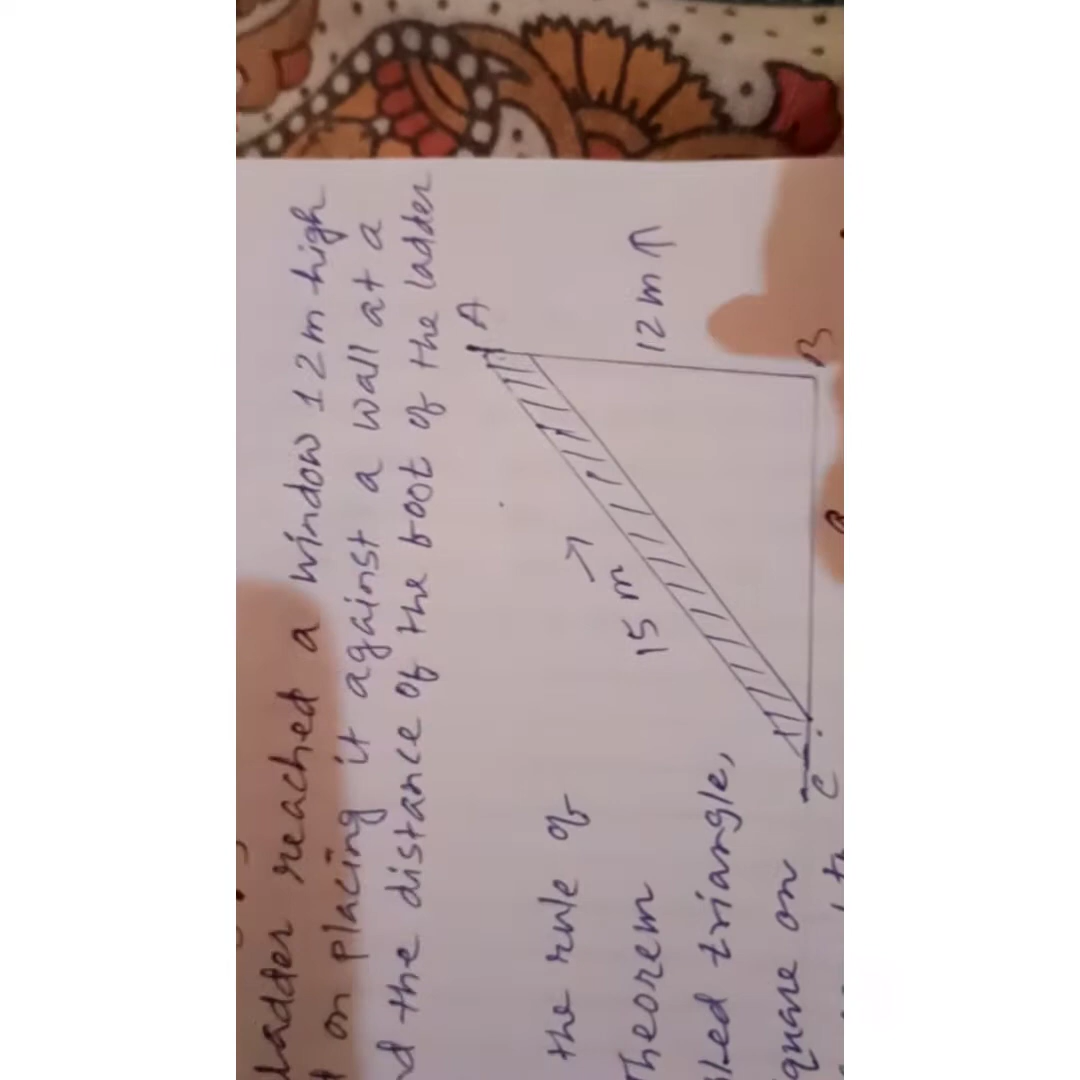 ladder reached a window 12 m high
on placing it against a wall at a
the distance of the foot of the ladder
A
12 m ↑
15 m →
B
C
the rule of
Theorem
triangle,
square on